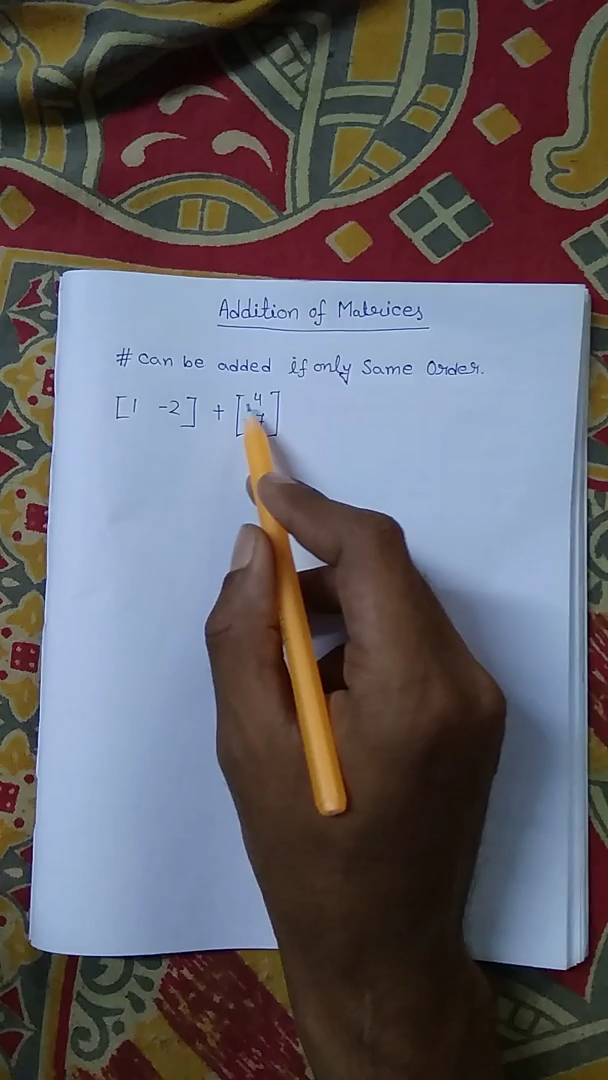 Addition of Matrices
# can be added if only Same Order.
[1 -2] + [4
7]